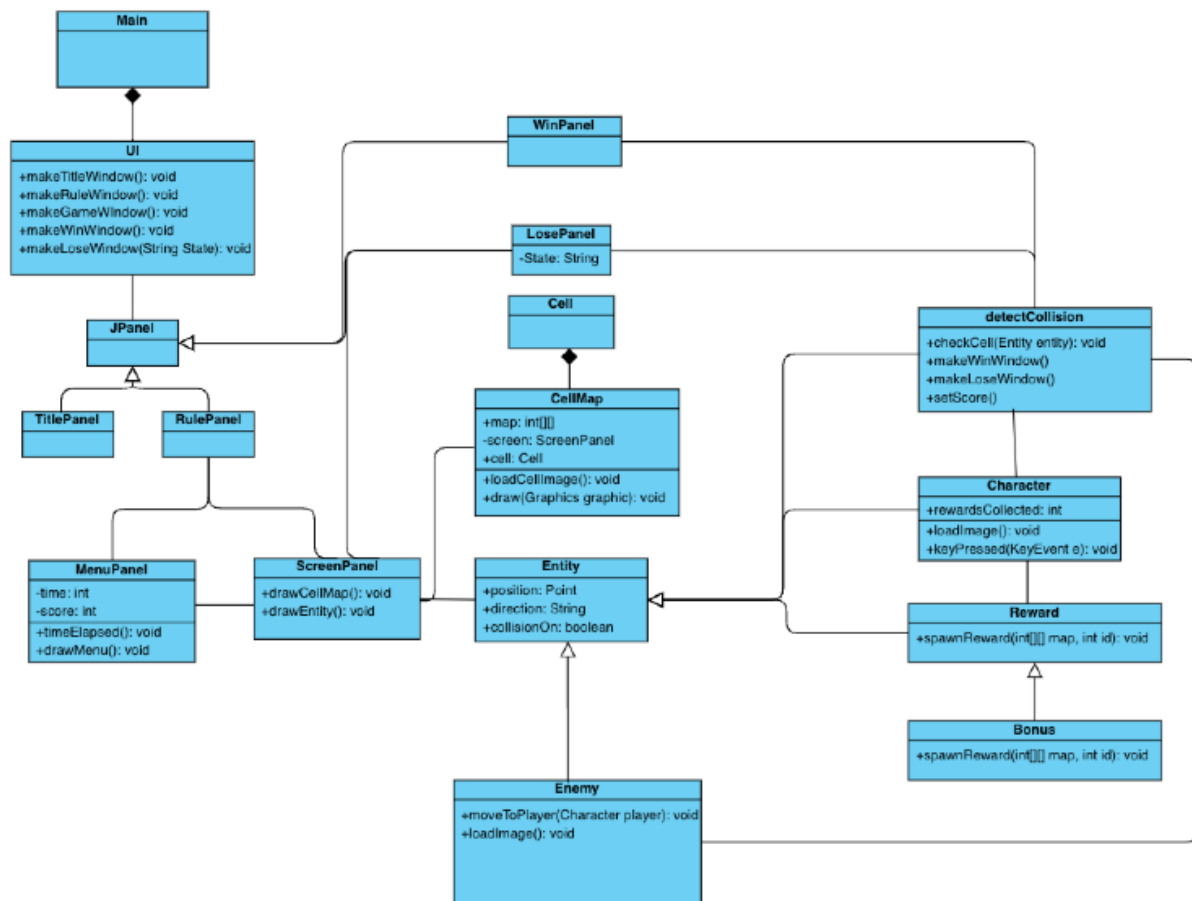 Main
UI
+makeTitleWindow(): void
+makeRuleWindow(): void
+makeGameWIndow(): void
+makeWinWindow(): void
+makeLoseWindow(String State): void
WinPanel
LosePanel
-State: String
JPanel
TitlePanel
RulePanel
Cell
CellMap
+map: int[][]
-screen: ScreenPanel
+cell: Cell
+loadCellImage(): void
+draw(Graphics graphic): void
detectCollision
+checkCell(Entity entity): void
+makeWinWindow()
+makeLoseWindow()
+setScore()
Character
+rewardsCollected: int
+loadImage(): void
+keyPressed(KeyEvent e): void
MenuPanel
-time: int
-score: int
+timeElapsed(): void
+drawMenu(): void
ScreenPanel
+drawCellMap(): void
+drawEntity(): void
Entity
+position: Point
+direction: String
+collisionOn: boolean
Reward
+spawnReward(int[][] map, int id): void
Bonus
+spawnReward(int[][] map, int id): void
Enemy
+moveToPlayer(Character player): void
+loadImage(): void